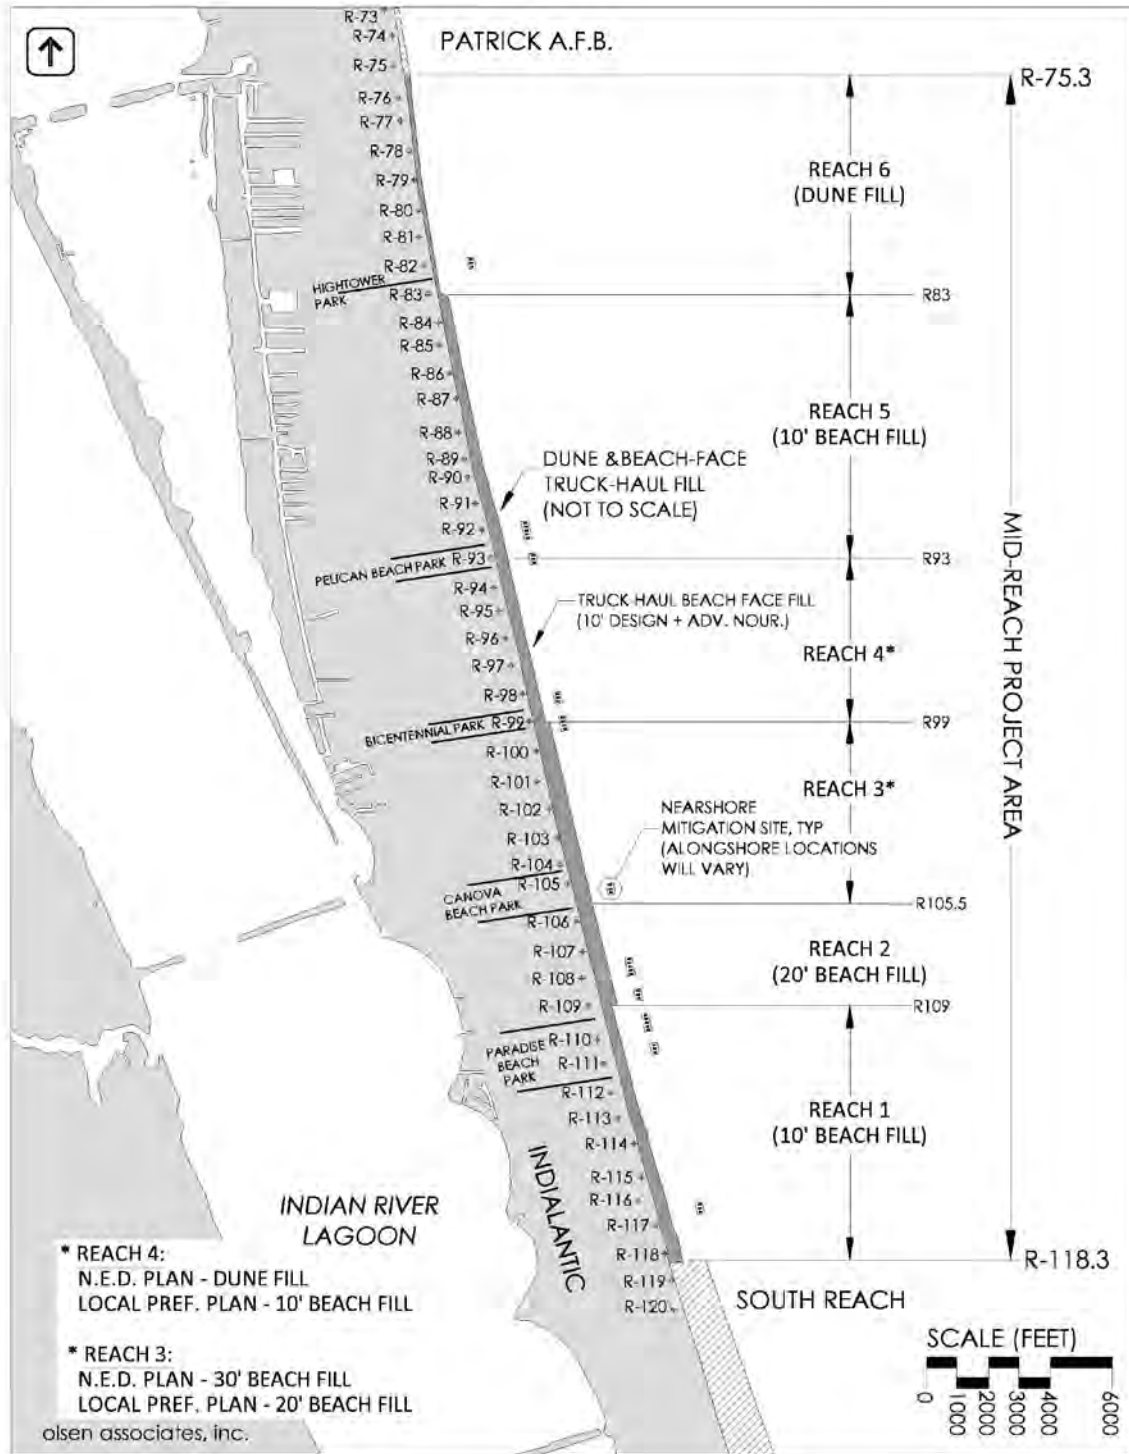 R-73
PATRICK A.F.B.
R-74
R-75
R-75.3
R-76
R-77
R-78
REACH 6
(DUNE FILL)
R-79
R-80
R-81
R-82
HIGHTOWER
PARK
R-83
R83
R-84
R-85
R-86
R-87
REACH 5
(10' BEACH FILL)
R-88
R-89
R-90
DUNE &BEACH-FACE
TRUCK-HAUL FILL
(NOT TO SCALE)
R-91
R-92
PELICAN BEACH PARK
R-93
R93
R-94
TRUCK-HAUL BEACH FACE FILL
(10' DESIGN + ADV. NOUR.)
R-95
R-96
REACH 4*
R-97
R-98
BICENTENNIAL PARK
R-99
R99
MID-REACH PROJECT AREA
R-100
R-101
REACH 3*
R-102
NEARSHORE
MITIGATION SITE, TYP
(ALONGSHORE LOCATIONS
WILL VARY)
R-103
R-104
CANOVA
BEACH PARK
R-105
R105.5
R-106
R-107
REACH 2
(20' BEACH FILL)
R-108
R-109
R109
PARADISE
BEACH
PARK
R-110
R-111
R-112
REACH 1
(10' BEACH FILL)
R-113
R-114
R-115
R-116
INDIALANTIC
INDIAN RIVER
LAGOON
R-117
R-118
R-118.3
R-119
R-120
SOUTH REACH
* REACH 4:
N.E.D. PLAN - DUNE FILL
LOCAL PREF. PLAN - 10' BEACH FILL
* REACH 3:
N.E.D. PLAN - 30' BEACH FILL
LOCAL PREF. PLAN - 20' BEACH FILL
SCALE (FEET)
0
1000
2000
3000
4000
6000
olsen associates, inc.